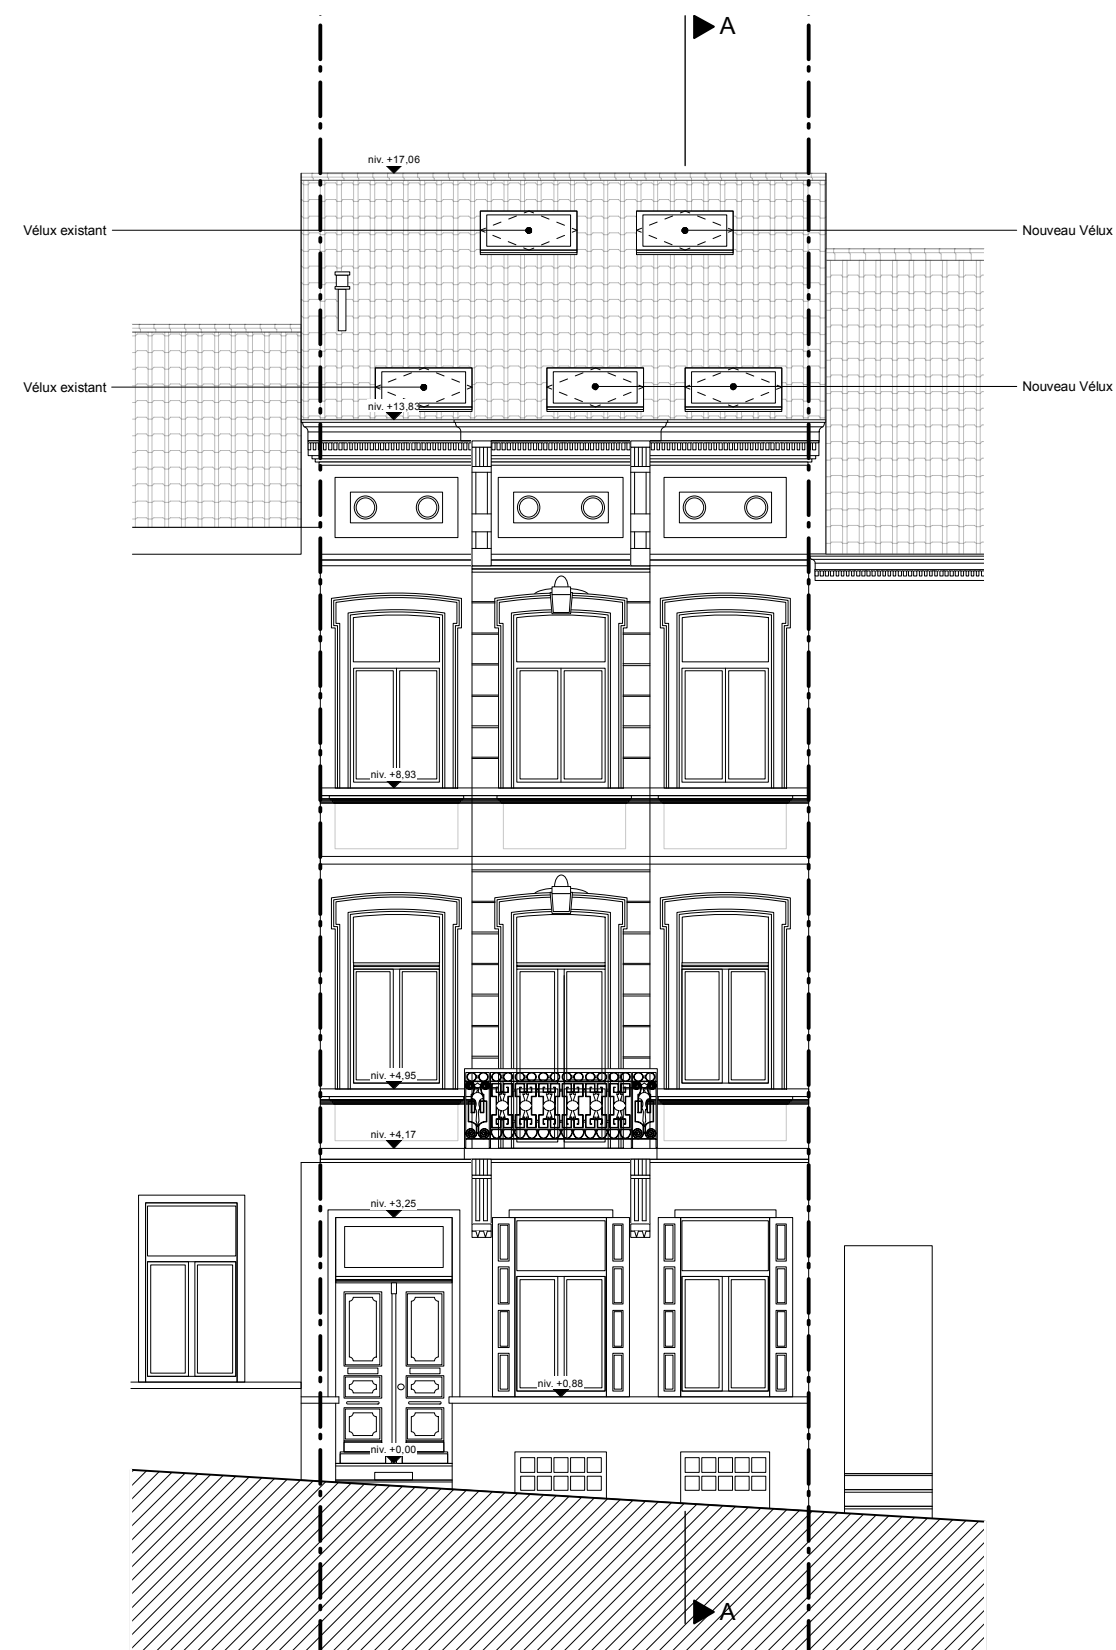 A
niv. +17,06
Vélux existant
Nouveau Vélux
Vélux existant
Nouveau Vélux
niv. +13,83
niv. +8,93
niv. +4,95
niv. +4,17
niv. +3,25
niv. +0,88
niv. +0,00
A